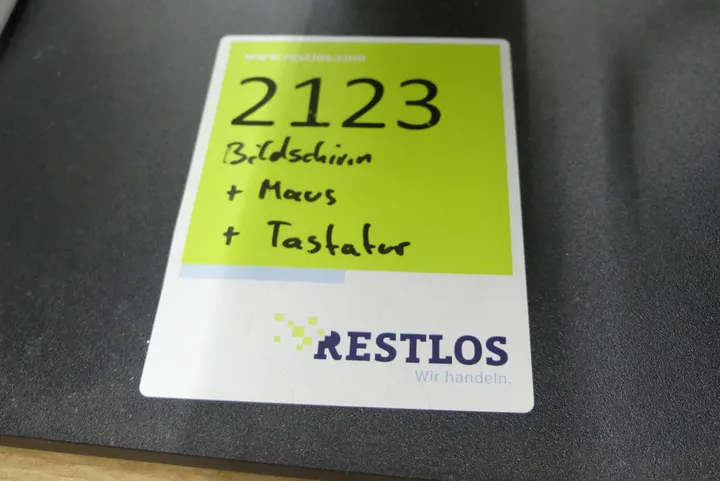 www.restlos.com
2123
Bildschirm
+ Maus
+ Tastatur
RESTLOS
Wir handeln.